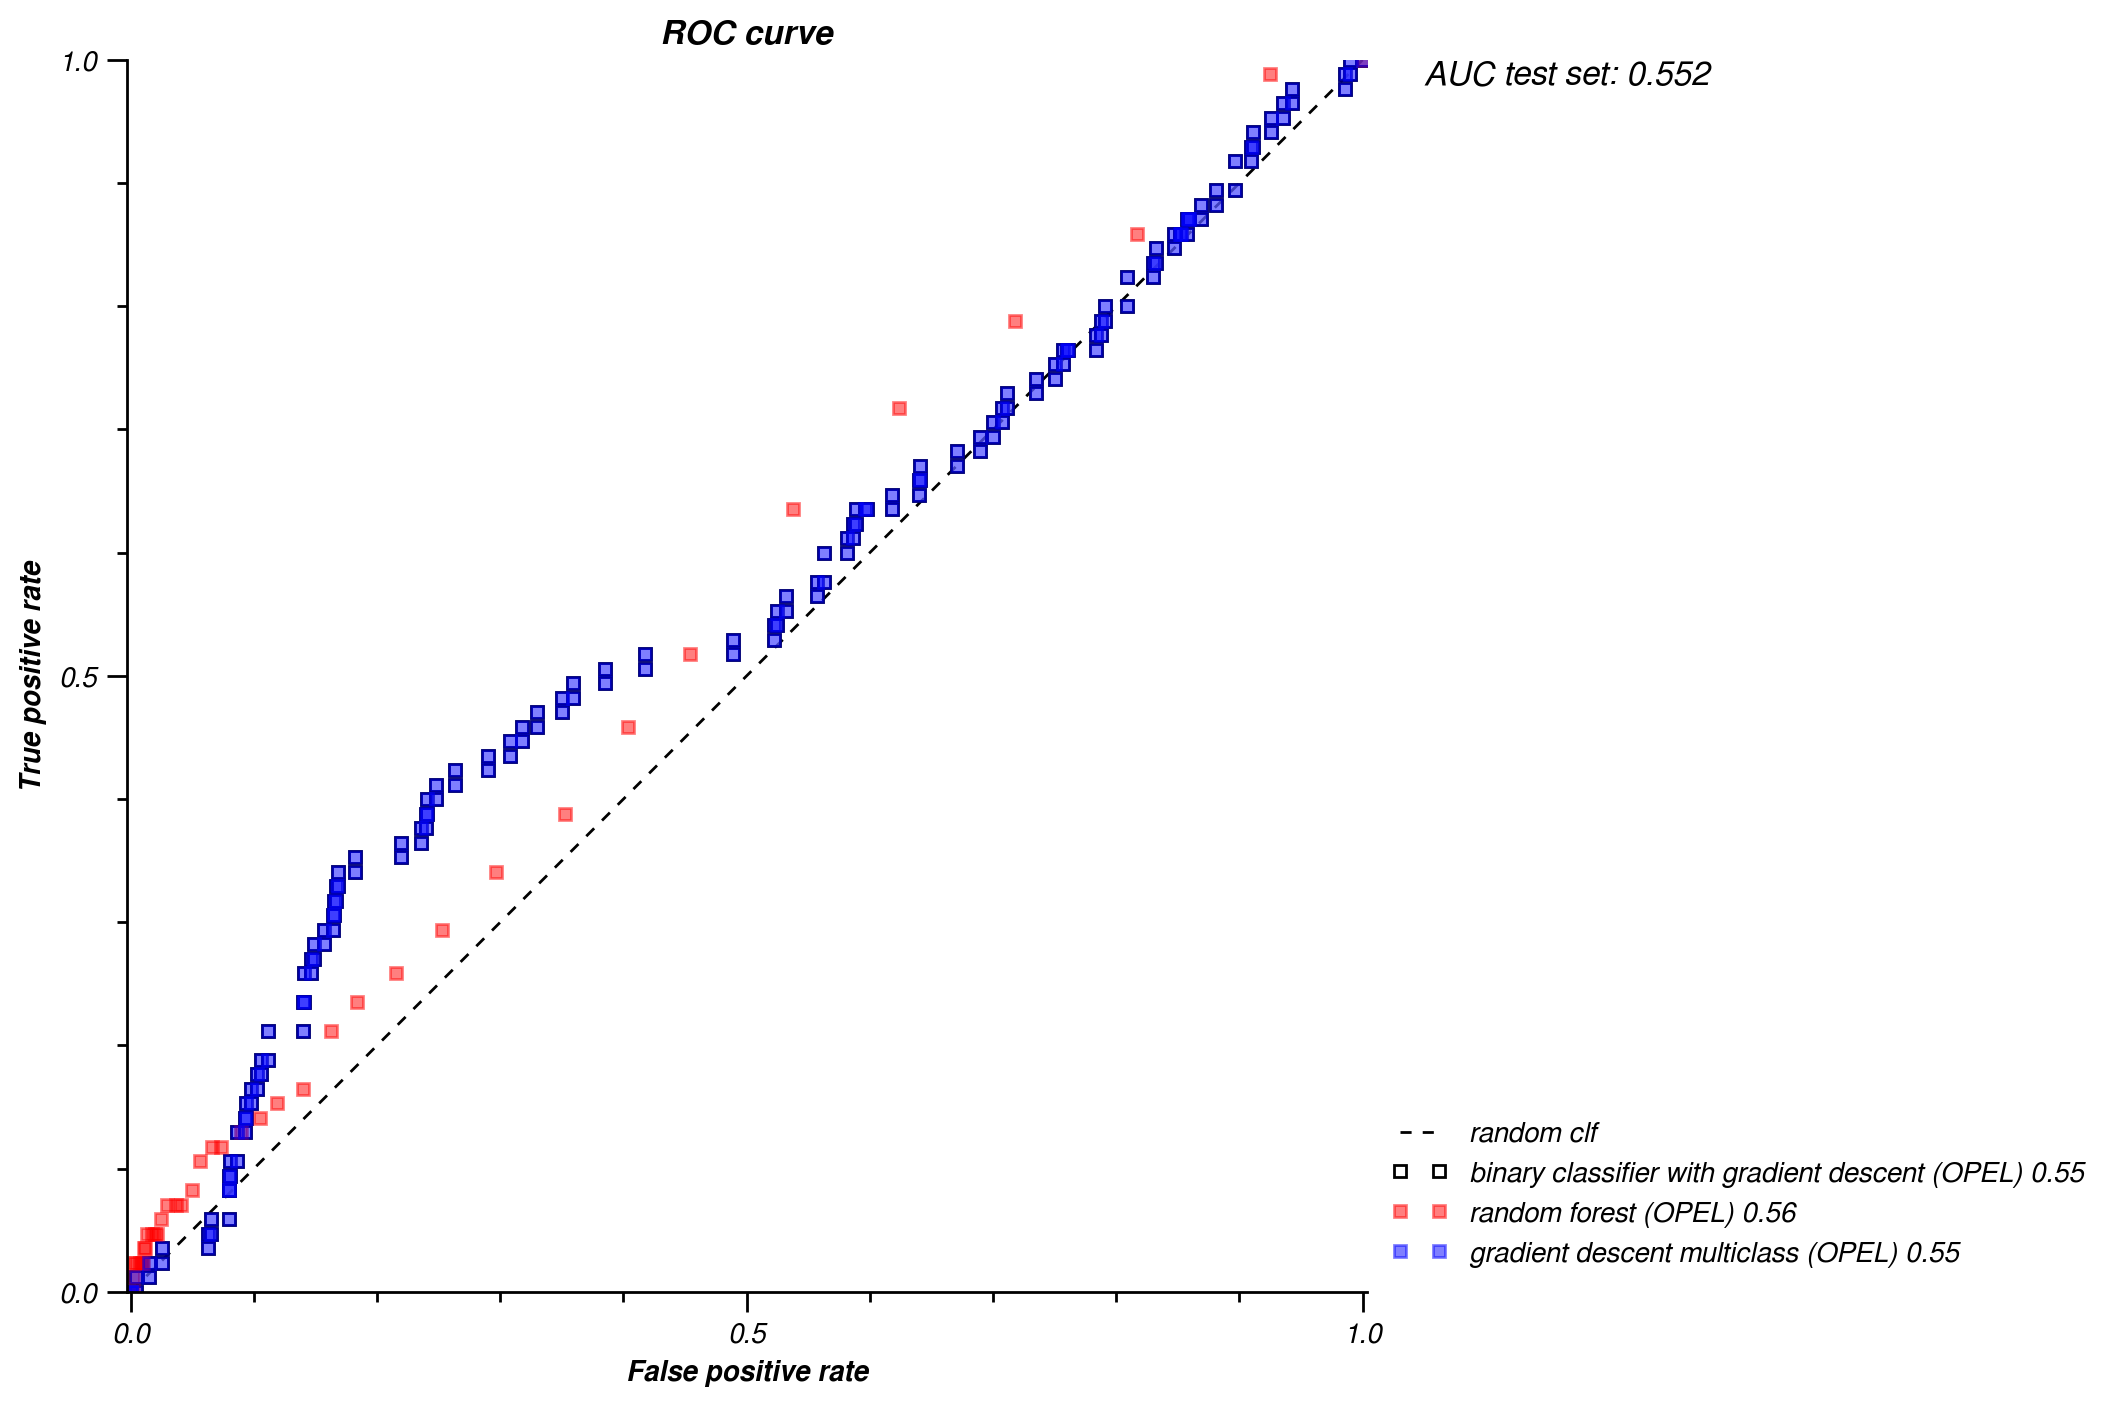 ROC curve
AUC test set: 0.552
1.0
0.5
0.0
True positive rate
0.0
0.5
1.0
False positive rate
random clf
binary classifier with gradient descent (OPEL) 0.55
random forest (OPEL) 0.56
gradient descent multiclass (OPEL) 0.55